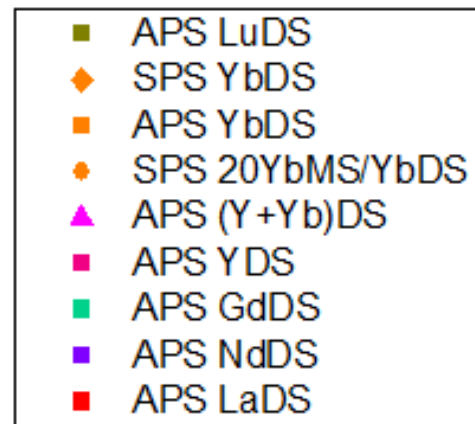 APS LuDS
SPS YbDS
APS YbDS
SPS 20YbMS/YbDS
APS (Y+Yb)DS
APS YDS
APS GdDS
APS NdDS
APS LaDS